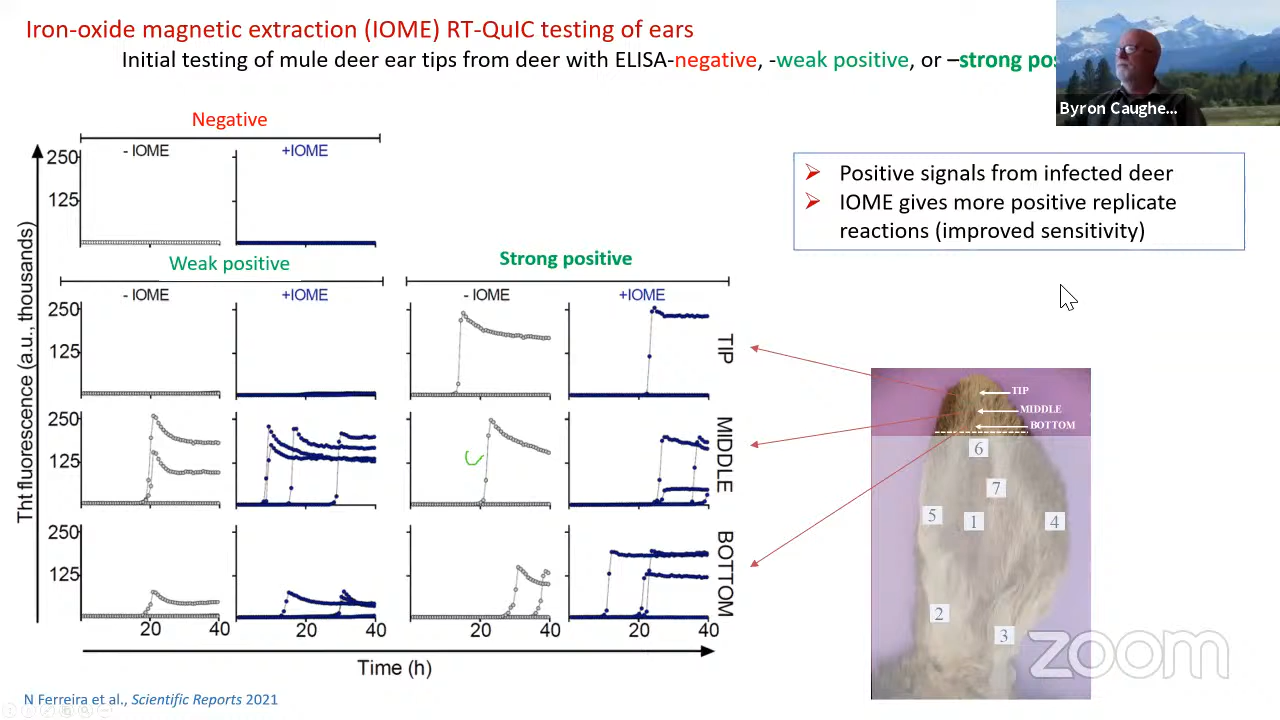 Iron-oxide magnetic extraction (IOME) RT-QuIC testing of ears
Initial testing of mule deer ear tips from deer with ELISA-negative, -weak positive, or –strong pos
Byron Caughe...
Negative
- IOME
+IOME
250
125
Positive signals from infected deer
IOME gives more positive replicate
reactions (improved sensitivity)
Weak positive
Strong positive
- IOME
+IOME
- IOME
+IOME
250
125
TIP
250
125
MIDDLE
250
125
BOTTOM
20
40
20
40
20
40
20
40
Tht fluorescence (a.u., thousands)
Time (h)
TIP
MIDDLE
BOTTOM
6
7
5
1
4
2
3
zoom
N Ferreira et al., Scientific Reports 2021